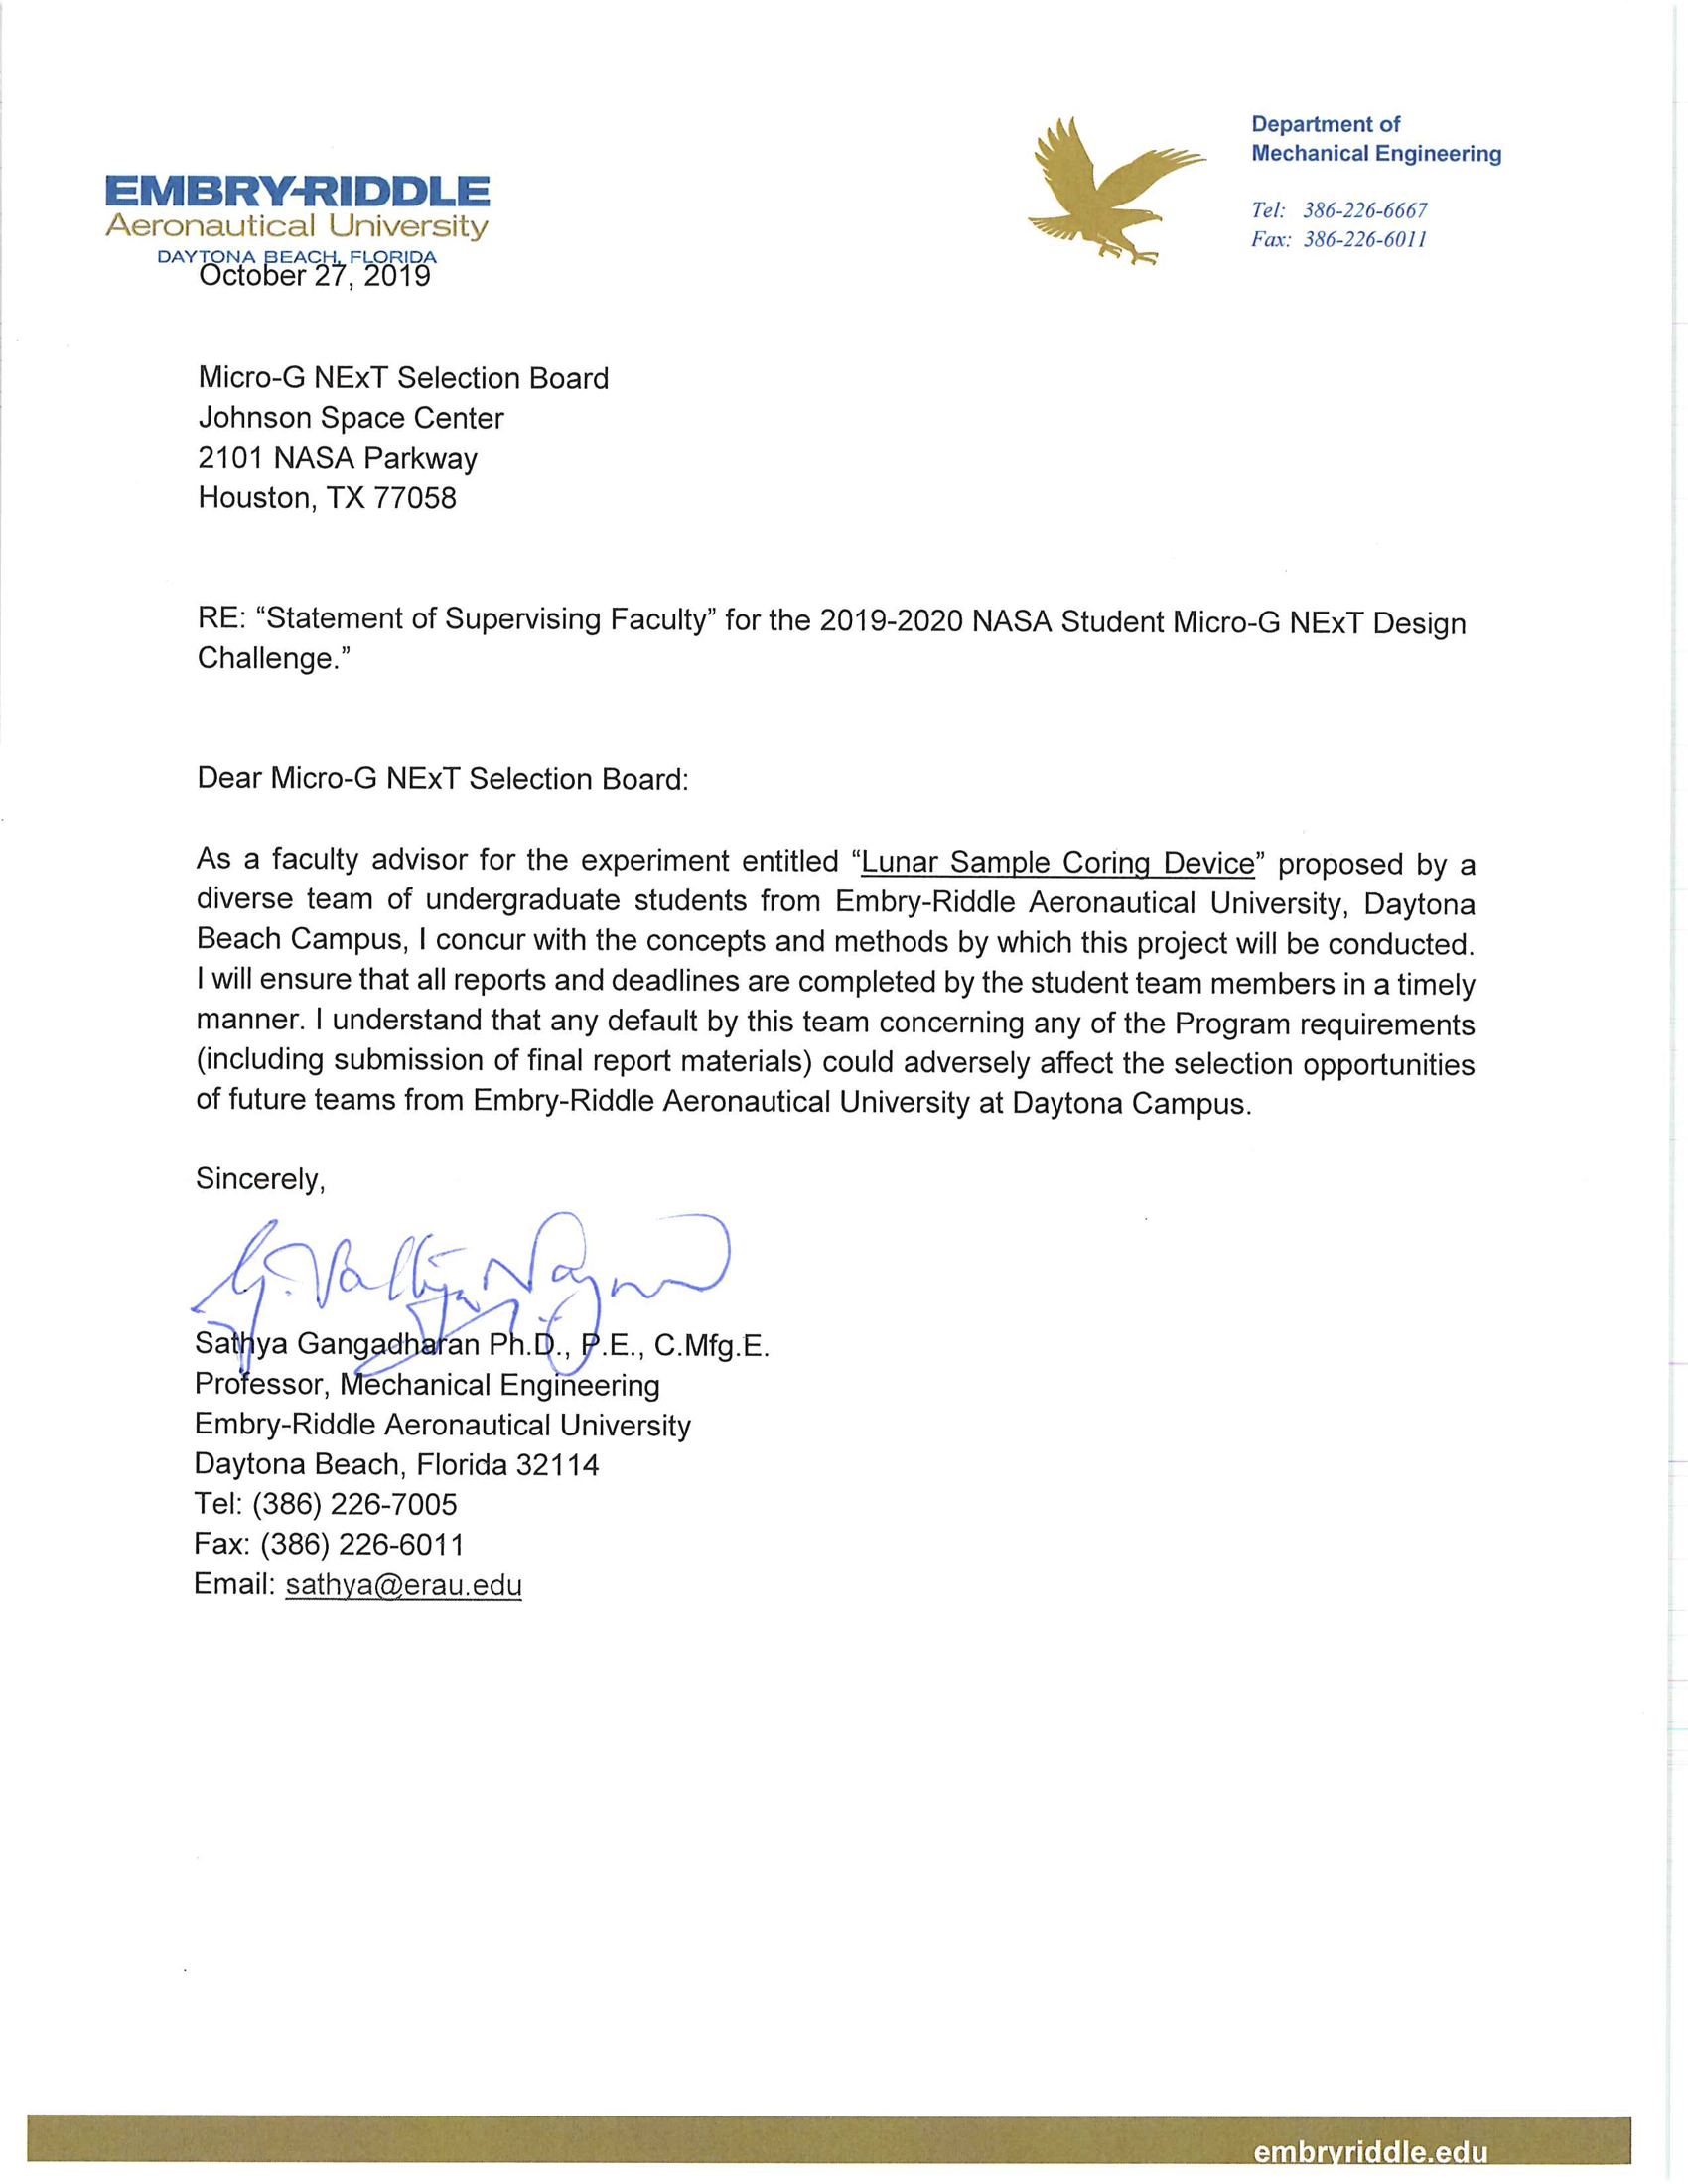 EMBRY-RIDDLE
Aeronautical University
DAYTONA BEACH, FLORIDA
Department of
Mechanical Engineering
Tel: 386-226-6667
Fax: 386-226-6011
October 27, 2019
Micro-G NExT Selection Board
Johnson Space Center
2101 NASA Parkway
Houston, TX 77058
RE: “Statement of Supervising Faculty” for the 2019-2020 NASA Student Micro-G NExT Design
Challenge.”
Dear Micro-G NExT Selection Board:
As a faculty advisor for the experiment entitled “Lunar Sample Coring Device” proposed by a
diverse team of undergraduate students from Embry-Riddle Aeronautical University, Daytona
Beach Campus, I concur with the concepts and methods by which this project will be conducted.
I will ensure that all reports and deadlines are completed by the student team members in a timely
manner. I understand that any default by this team concerning any of the Program requirements
(including submission of final report materials) could adversely affect the selection opportunities
of future teams from Embry-Riddle Aeronautical University at Daytona Campus.
Sincerely,
Sathya Gangadharan Ph.D., P.E., C.Mfg.E.
Professor, Mechanical Engineering
Embry-Riddle Aeronautical University
Daytona Beach, Florida 32114
Tel: (386) 226-7005
Fax: (386) 226-6011
Email: sathya@erau.edu
embryriddle.edu